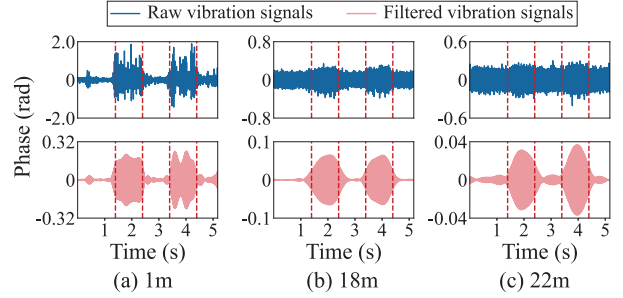 Raw vibration signals Filtered vibration signals
2.0 0.8 0.6
0.0 0 0
-2.0 -0.8 -0.6
Phase (rad)
0.32 0.1 0.04
0 0 0
-0.32 -0.1 -0.04
1 2 3 4 5 1 2 3 4 5 1 2 3 4 5
Time (s) Time (s) Time (s)
(a) 1m (b) 18m (c) 22m